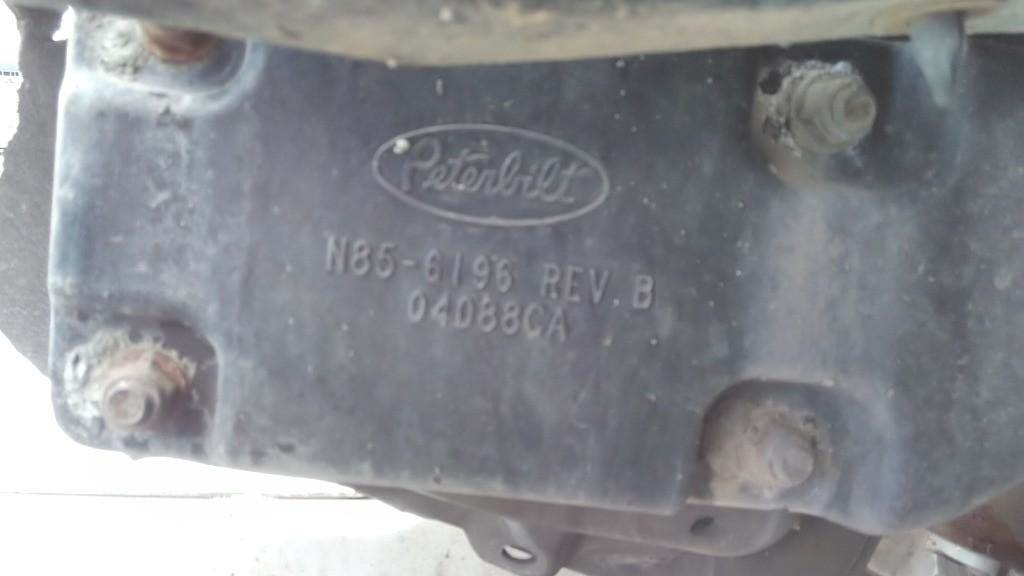 Peterbilt
N85-6196 REV. B
04D88CA